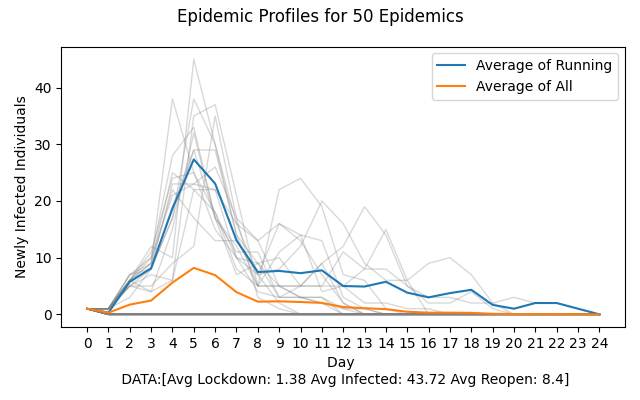 Epidemic Profiles for 50 Epidemics
Average of Running
Average of All
Newly Infected Individuals
40
30
20
10
0
0 1 2 3 4 5 6 7 8 9 10 11 12 13 14 15 16 17 18 19 20 21 22 23 24
Day
DATA:[Avg Lockdown: 1.38 Avg Infected: 43.72 Avg Reopen: 8.4]